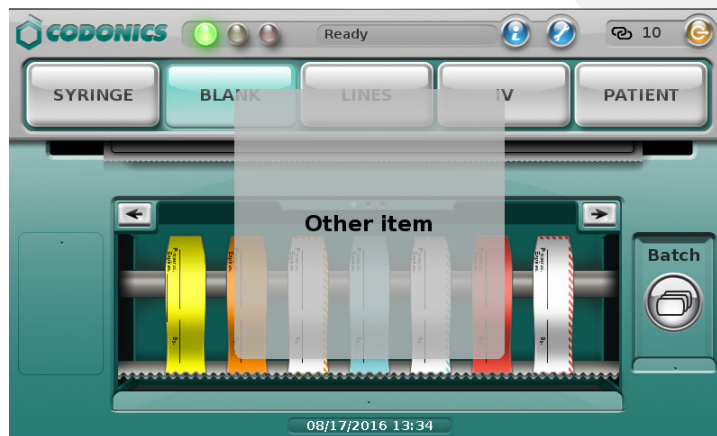 CODONICS
Ready
10
SYRINGE
BLANK
LINES
IV
PATIENT
Other item
Batch
08/17/2016 13:34